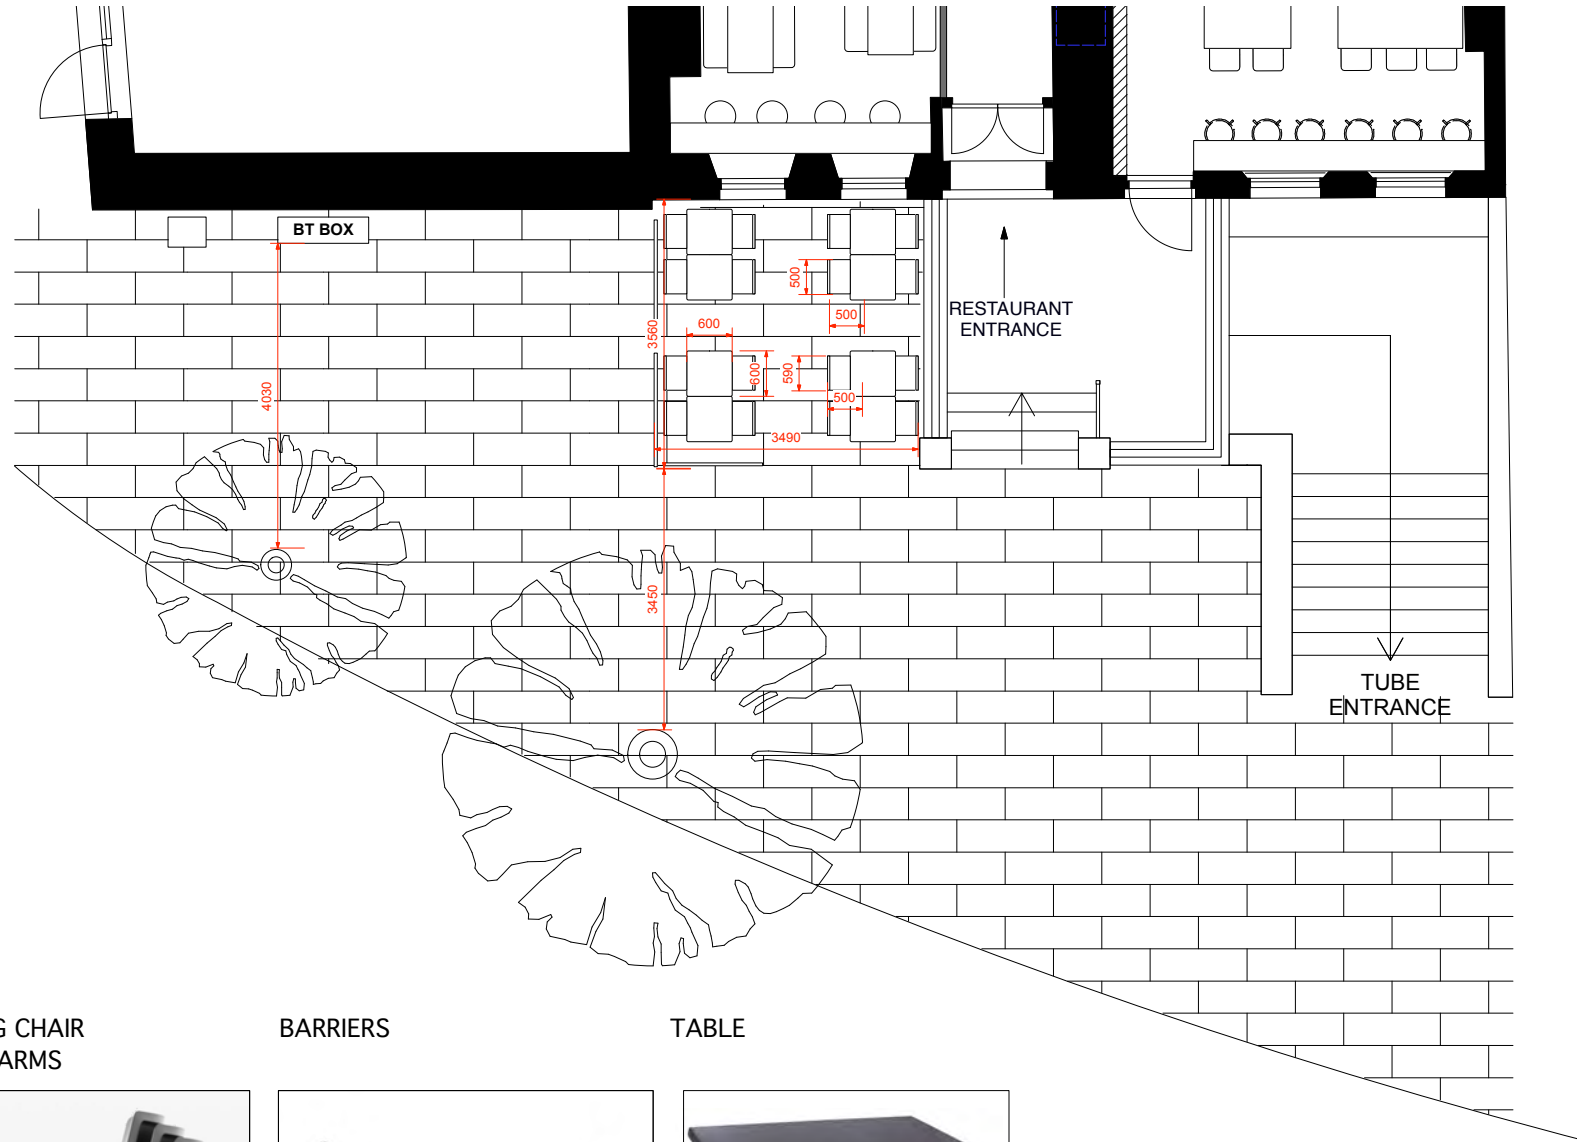 BT BOX
500
500
RESTAURANT
ENTRANCE
600
3560
600
590
4030
500
3490
3450
TUBE
ENTRANCE
G CHAIR
ARMS
BARRIERS
TABLE